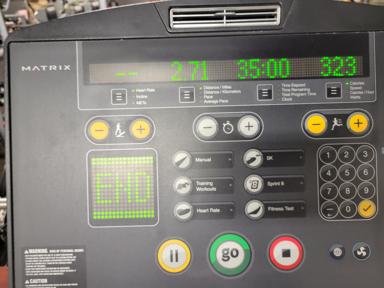 MATRIX
-- 2.71 35:00 323
Heart Rate
Incline
METs
Distance / Miles
Distance / Kilometers
Pace
Average Pace
Time Elapsed
Time Remaining
Total Program Time
Clock
Calories
Speed
Calories / Hour
Watts
END
Manual
5K
Training
Workouts
Sprint 8
Heart Rate
Fitness Test
1 2 3
4 5 6
7 8 9
0
go
WARNING
CAUTION